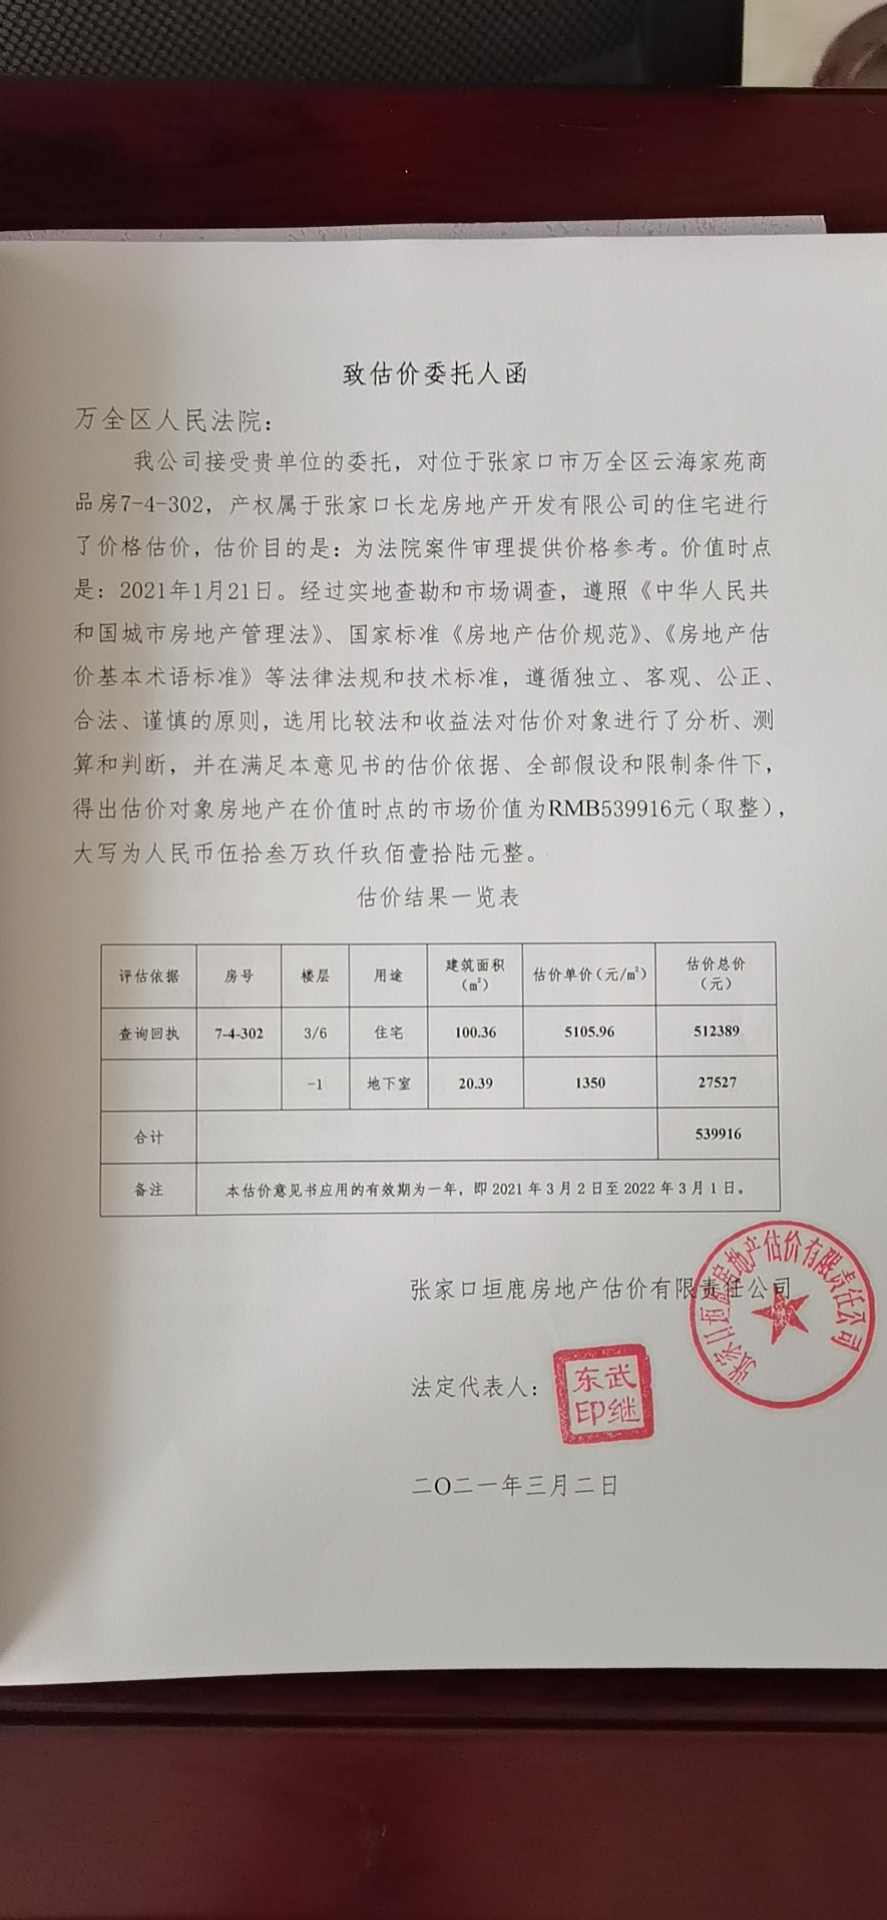 致估价委托人函
万全区人民法院：
我公司接受贵单位的委托，对位于张家口市万全区云海家苑商
品房7-4-302，产权属于张家口长龙房地产开发有限公司的住宅进行
了价格估价，估价目的是：为法院案件审理提供价格参考。价值时点
是：2021年1月21日。经过实地查勘和市场调查，遵照《中华人民共
和国城市房地产管理法》、国家标准《房地产估价规范》、《房地产估
价基本术语标准》等法律法规和技术标准，遵循独立、客观、公正、
合法、谨慎的原则，选用比较法和收益法对估价对象进行了分析、测
算和判断，并在满足本意见书的估价依据、全部假设和限制条件下，
得出估价对象房地产在价值时点的市场价值为RMB539916元（取整），
大写为人民币伍拾叁万玖仟玖佰壹拾陆元整。
估价结果一览表
评估依据 房号 楼层 用途 建筑面积（㎡） 估价单价（元/㎡） 估价总价（元）
查询回执 7-4-302 3/6 住宅 100.36 5105.96 512389
-1 地下室 20.39 1350 27527
合计 539916
备注 本估价意见书应用的有效期为一年，即 2021 年 3 月 2 日至 2022 年 3 月 1 日。
张家口垣鹿房地产估价有限责任公司
张家口垣鹿房地产估价有限责任公司
法定代表人：
武继东印
二〇二一年三月二日